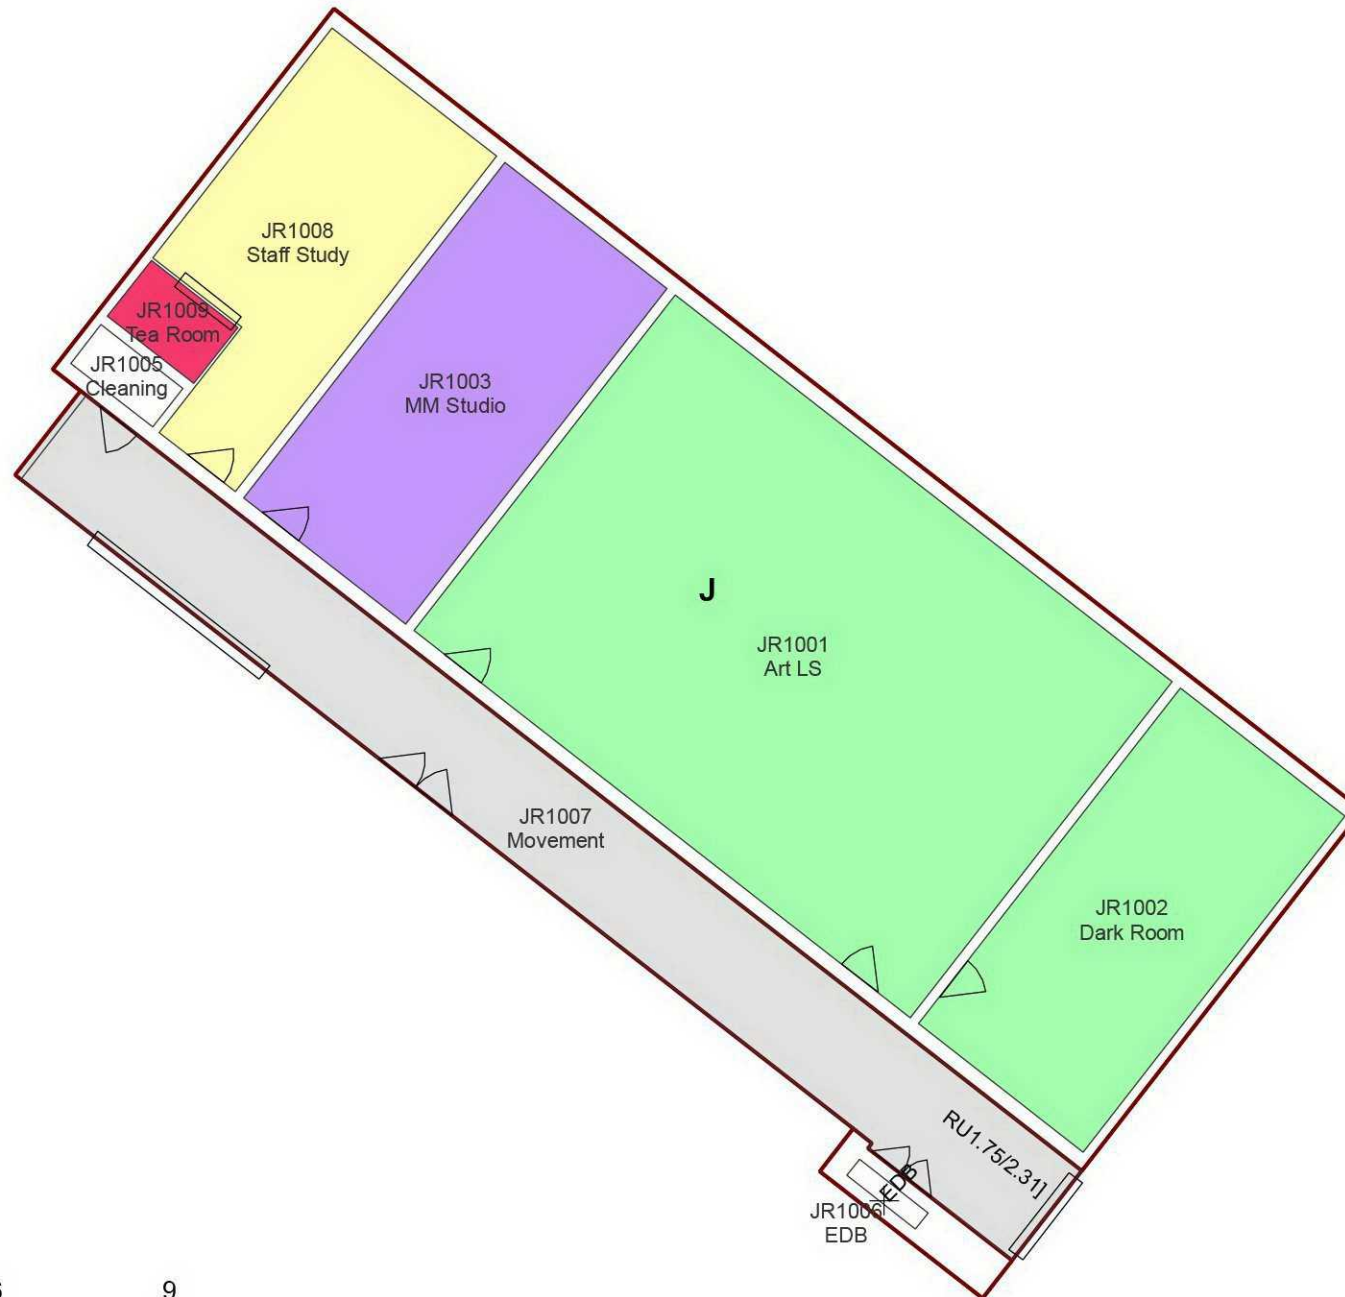 JR1008
Staff Study
JR1009
Tea Room
JR1005
Cleaning
JR1003
MM Studio
J
JR1001
Art LS
JR1007
Movement
JR1002
Dark Room
RU1.75/2.31]
EDB
JR1006
EDB
9